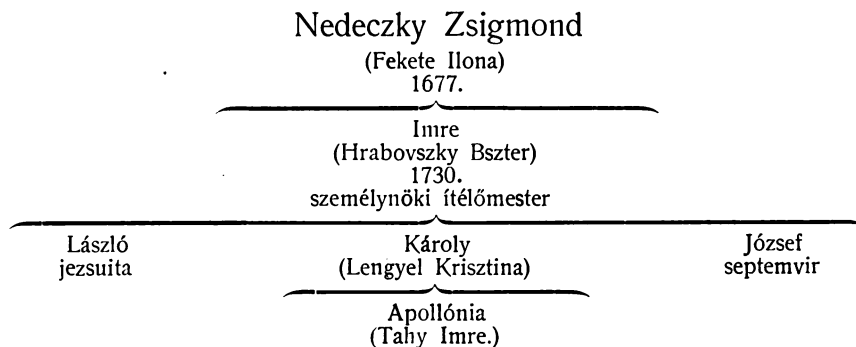 Nedeczky Zsigmond
(Fekete Ilona)
1677.
Imre
(Hrabovszky Bszter)
1730.
személynöki ítélőmester
László Károly József
jezsuita (Lengyel Krisztina) septemvir
Apollónia
(Tahy Imre.)